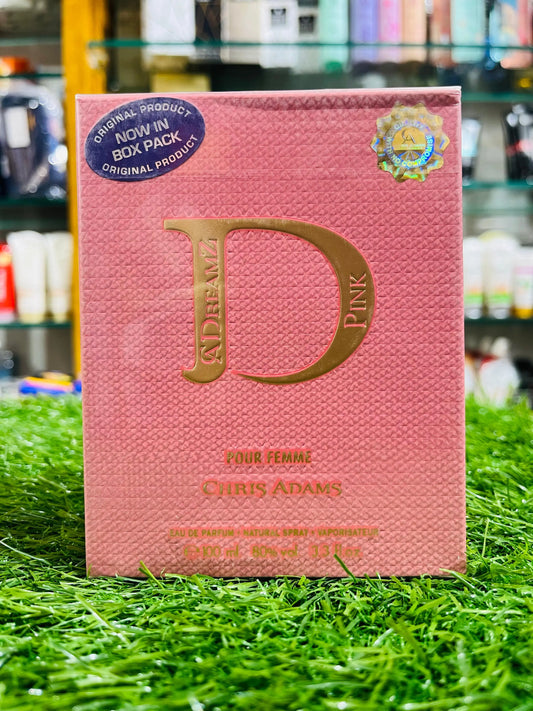 ORIGINAL PRODUCT
NOW IN
BOX PACK
ORIGINAL PRODUCT
D
CA DREAMZ
PINK
POUR FEMME
CHRIS ADAMS
EAU DE PARFUM · NATURAL SPRAY · VAPORISATEUR
100 ml 80% vol 3.3 fl.oz